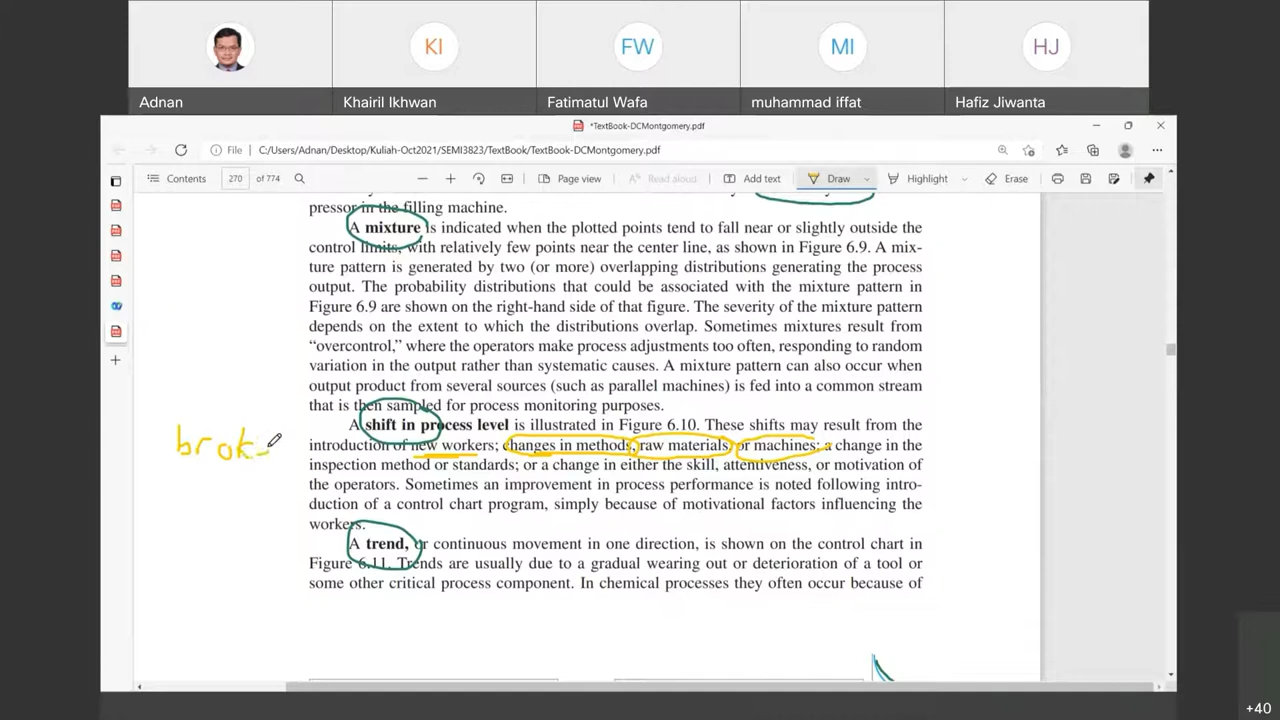 KI
FW
MI
HJ
Adnan
Khairil Ikhwan
Fatimatul Wafa
muhammad iffat
Hafiz Jiwanta
*TextBook-DCMontgomery.pdf
File
C:/Users/Adnan/Desktop/Kuliah-Oct2021/SEMI3823/TextBook/TextBook-DCMontgomery.pdf
Contents
270 of 774
Page view
Read aloud
Add text
Draw
Highlight
Erase
pressor in the filling machine.
A mixture is indicated when the plotted points tend to fall near or slightly outside the
control limits, with relatively few points near the center line, as shown in Figure 6.9. A mix-
ture pattern is generated by two (or more) overlapping distributions generating the process
output. The probability distributions that could be associated with the mixture pattern in
Figure 6.9 are shown on the right-hand side of that figure. The severity of the mixture pattern
depends on the extent to which the distributions overlap. Sometimes mixtures result from
“overcontrol,” where the operators make process adjustments too often, responding to random
variation in the output rather than systematic causes. A mixture pattern can also occur when
output product from several sources (such as parallel machines) is fed into a common stream
that is then sampled for process monitoring purposes.
A shift in process level is illustrated in Figure 6.10. These shifts may result from the
introduction of new workers; changes in methods, raw materials, or machines; a change in the
inspection method or standards; or a change in either the skill, attentiveness, or motivation of
the operators. Sometimes an improvement in process performance is noted following intro-
duction of a control chart program, simply because of motivational factors influencing the
workers.
A trend, or continuous movement in one direction, is shown on the control chart in
Figure 6.11. Trends are usually due to a gradual wearing out or deterioration of a tool or
some other critical process component. In chemical processes they often occur because of
brok
+40